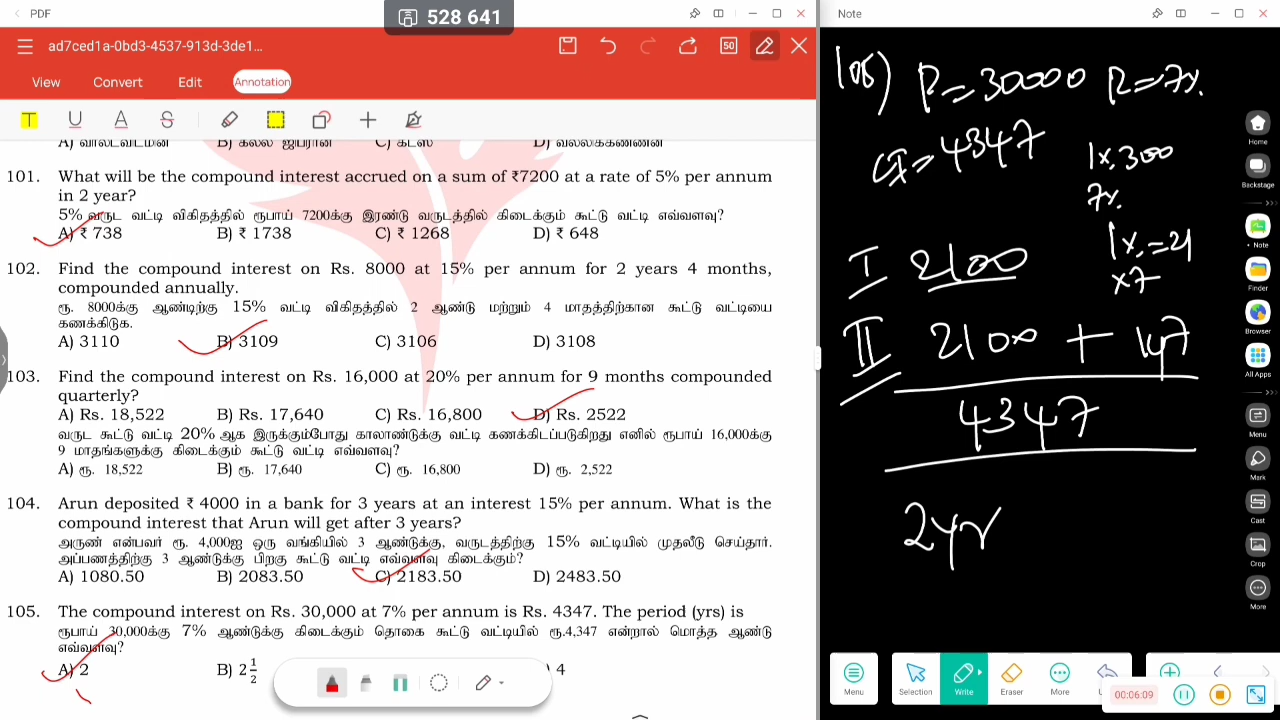 PDF
528 641
Note
ad7ced1a-0bd3-4537-913d-3de1...
50
View Convert Edit Annotation
101. What will be the compound interest accrued on a sum of ₹7200 at a rate of 5% per annum
in 2 year?
5% வருட வட்டி விகிதத்தில் ரூபாய் 7200க்கு இரண்டு வருடத்தில் கிடைக்கும் கூட்டு வட்டி எவ்வளவு?
A) ₹ 738 B) ₹ 1738 C) ₹ 1268 D) ₹ 648
102. Find the compound interest on Rs. 8000 at 15% per annum for 2 years 4 months,
compounded annually.
ரூ. 8000க்கு ஆண்டிற்கு 15% வட்டி விகிதத்தில் 2 ஆண்டு மற்றும் 4 மாதத்திற்கான கூட்டு வட்டியை
கணக்கிடுக.
A) 3110 B) 3109 C) 3106 D) 3108
103. Find the compound interest on Rs. 16,000 at 20% per annum for 9 months compounded
quarterly?
A) Rs. 18,522 B) Rs. 17,640 C) Rs. 16,800 D) Rs. 2522
வருட கூட்டு வட்டி 20% ஆக இருக்கும்போது காலாண்டுக்கு வட்டி கணக்கிடப்படுகிறது எனில் ரூபாய் 16,000க்கு
9 மாதங்களுக்கு கிடைக்கும் கூட்டு வட்டி எவ்வளவு?
A) ரூ. 18,522 B) ரூ. 17,640 C) ரூ. 16,800 D) ரூ. 2,522
104. Arun deposited ₹ 4000 in a bank for 3 years at an interest 15% per annum. What is the
compound interest that Arun will get after 3 years?
அருண் என்பவர் ரூ. 4,000ஐ ஒரு வங்கியில் 3 ஆண்டுக்கு, வருடத்திற்கு 15% வட்டியில் முதலீடு செய்தார்.
அப்பணத்திற்கு 3 ஆண்டுக்கு பிறகு கூட்டு வட்டி எவ்வளவு கிடைக்கும்?
A) 1080.50 B) 2083.50 C) 2183.50 D) 2483.50
105. The compound interest on Rs. 30,000 at 7% per annum is Rs. 4347. The period (yrs) is
ரூபாய் 30,000க்கு 7% ஆண்டுக்கு கிடைக்கும் தொகை கூட்டு வட்டியில் ரூ.4,347 என்றால் மொத்த ஆண்டு
எவ்வளவு?
A) 2 B) 2 1/2 ) 4
105) P=30000 R=7%
CI=4347
1% 300
7%
1%=21
×7
I 2100
II 2100 + 147
4347
2yr
Home
Backstage
Note
Finder
Browser
All Apps
Menu
Mark
Cast
Crop
More
Menu Selection Write Eraser More
00:06:09